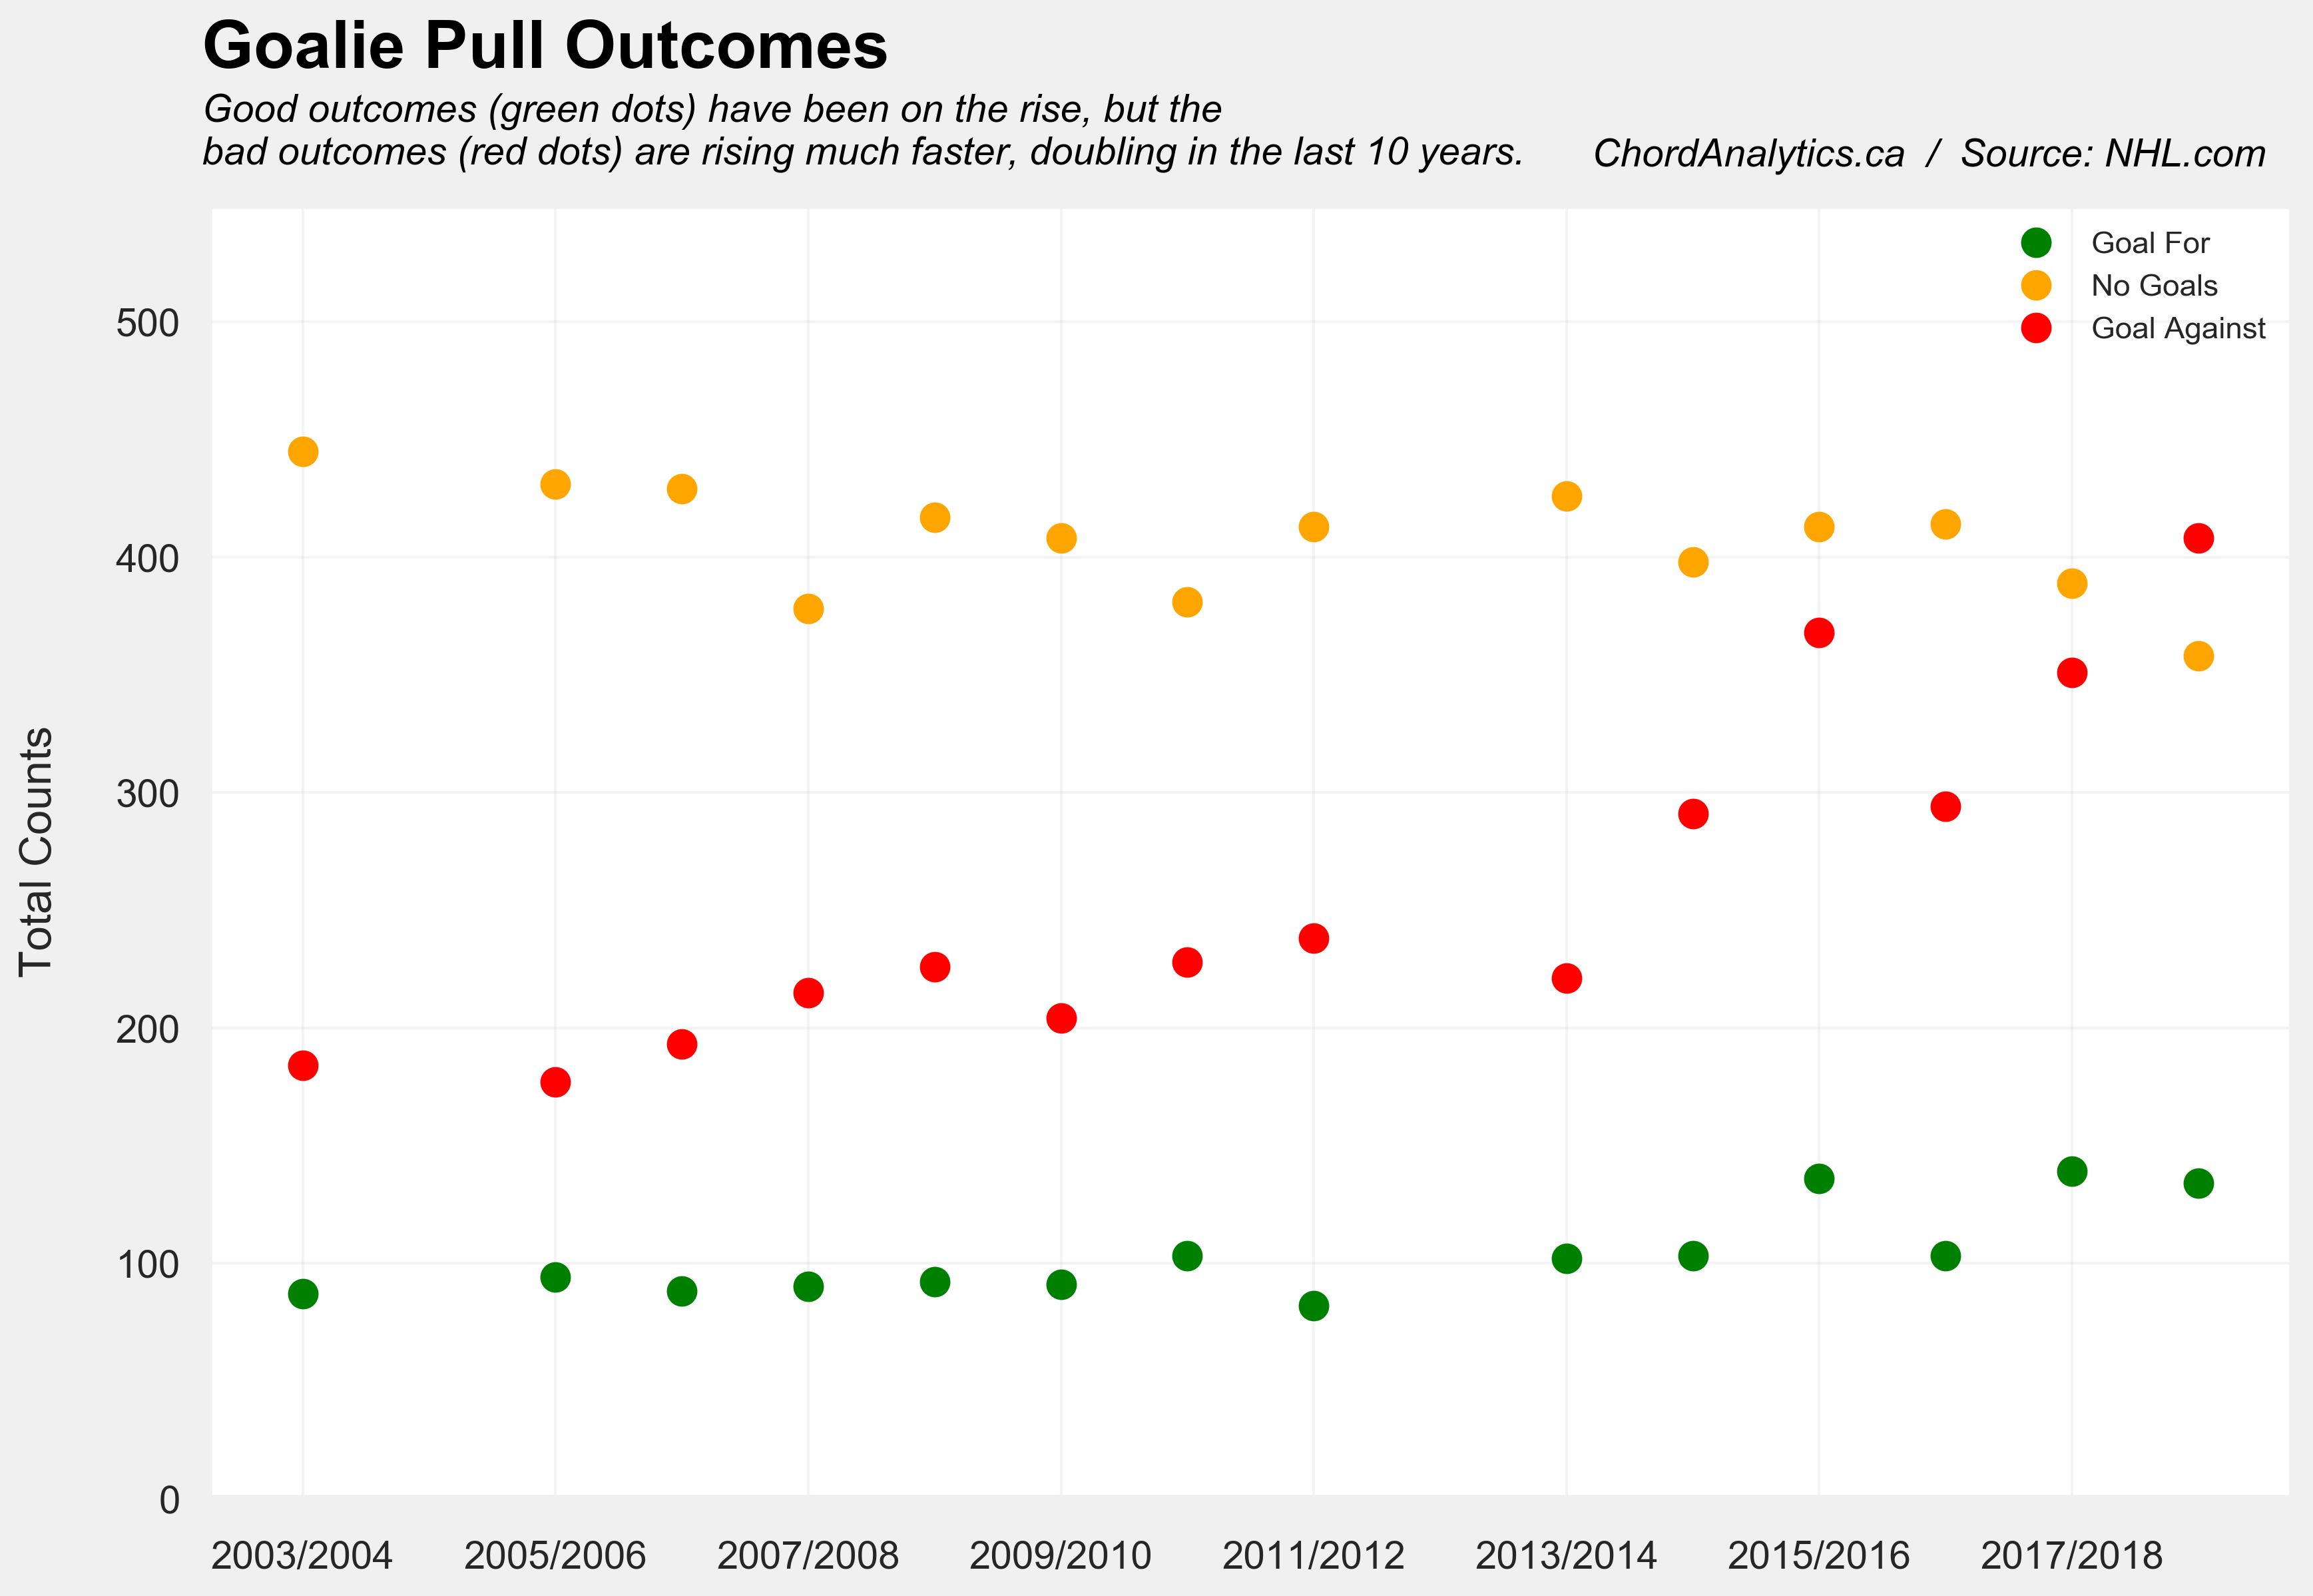 Goalie Pull Outcomes
Good outcomes (green dots) have been on the rise, but the
bad outcomes (red dots) are rising much faster, doubling in the last 10 years.
ChordAnalytics.ca / Source: NHL.com
Goal For
No Goals
Goal Against
500
400
300
200
100
0
Total Counts
2003/2004 2005/2006 2007/2008 2009/2010 2011/2012 2013/2014 2015/2016 2017/2018